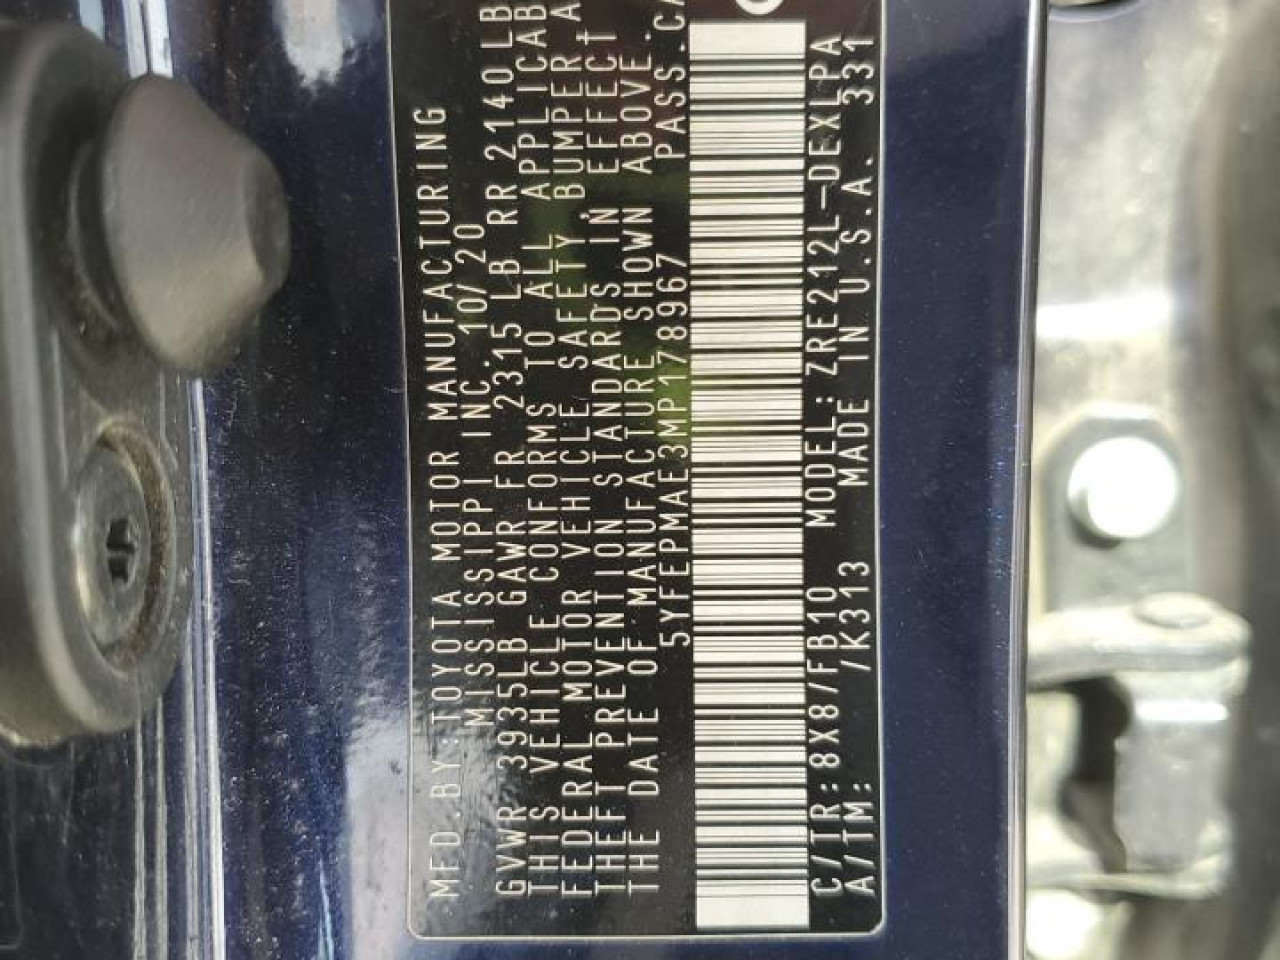 MFD.BY:TOYOTA MOTOR MANUFACTURING
MISSISSIPPI INC. 10/20
GVWR 3935LB GAWR FR 2315 LB RR 2140LB
THIS VEHICLE CONFORMS TO ALL APPLICAB
FEDERAL MOTOR VEHICLE SAFETY, BUMPER, A
THEFT PREVENTION STANDARDS IN EFFECT
THE DATE OF MANUFACTURE SHOWN ABOVE.
5YFEPMAE3MP178967 PASS.CA
C/TR:8X8/FB10 MODEL:ZRE212L-DEXLPA
A/TM: /K313 MADE IN U.S.A. 331